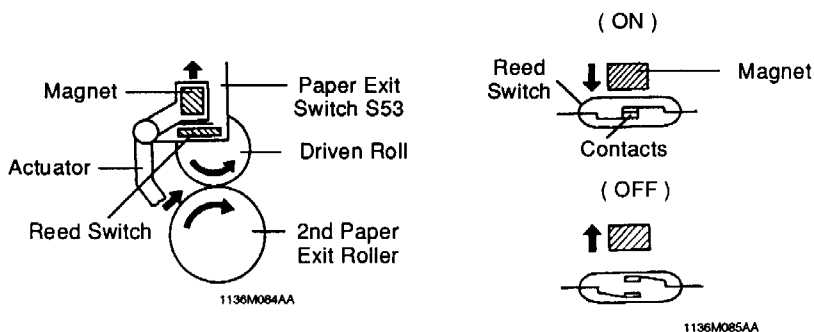 Magnet
Actuator
Reed Switch
Paper Exit
Switch S53
Driven Roll
2nd Paper
Exit Roller
1136M084AA
( ON )
Reed
Switch
Magnet
Contacts
( OFF )
1136M085AA